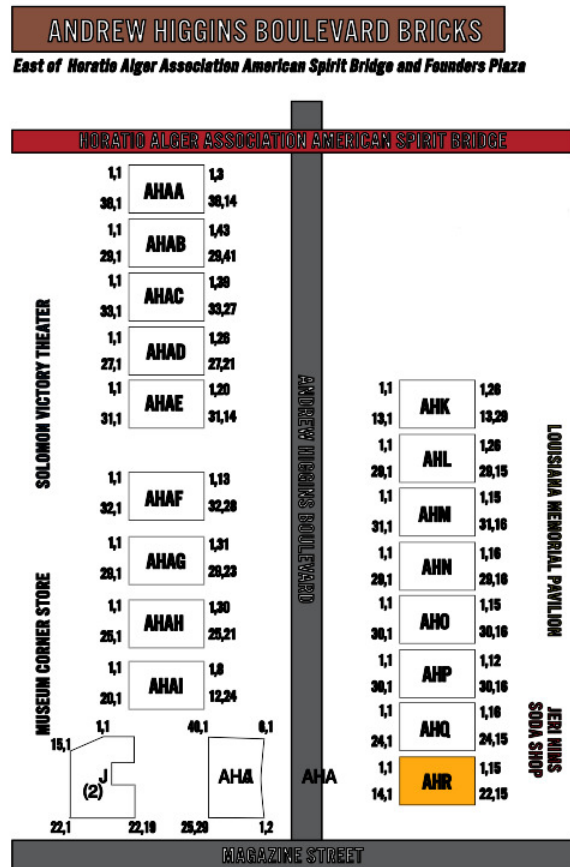 ANDREW HIGGINS BOULEVARD BRICKS
East of Horatio Alger Association American Spirit Bridge and Founders Plaza
HORATIO ALGER ASSOCIATION AMERICAN SPIRIT BRIDGE
SOLOMON VICTORY THEATER
MUSEUM CORNER STORE
1,1 AHAA 1,3
38,1 38,14
1,1 AHAB 1,43
29,1 29,41
1,1 AHAC 1,39
33,1 33,27
1,1 AHAD 1,26
27,1 27,21
1,1 AHAE 1,20
31,1 31,14
1,1 AHAF 1,13
32,1 32,28
1,1 AHAG 1,31
29,1 29,23
1,1 AHAH 1,30
25,1 25,21
1,1 AHAI 1,8
20,1 12,24
1,1
15,1
J
(2)
22,1 22,19
40,1 6,1
25,29 1,2
ANDREW HIGGINS BOULEVARD
AHA
1,1 AHK 1,26
13,1 13,29
1,1 AHL 1,26
29,1 29,15
1,1 AHM 1,15
31,1 31,16
1,1 AHN 1,16
29,1 29,16
1,1 AHO 1,15
30,1 30,16
1,1 AHP 1,12
30,1 30,16
1,1 AHQ 1,16
24,1 24,15
1,1 AHR 1,15
14,1 22,15
LOUISIANA MEMORIAL PAVILION
JERI NIMS
SODA SHOP
MAGAZINE STREET